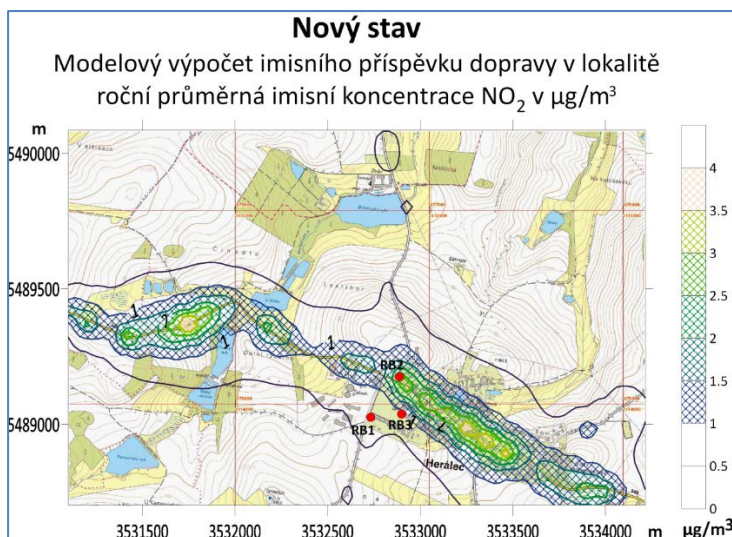 Nový stav
Modelový výpočet imisního příspěvku dopravy v lokalitě
roční průměrná imisní koncentrace NO₂ v µg/m³
m
5490000
5489500
5489000
4
3.5
3
2.5
2
1.5
1
0.5
0
1
1
1
RB2
RB1
RB3
Herálec
3531500
3532000
3532500
3533000
3533500
3534000
m
µg/m³